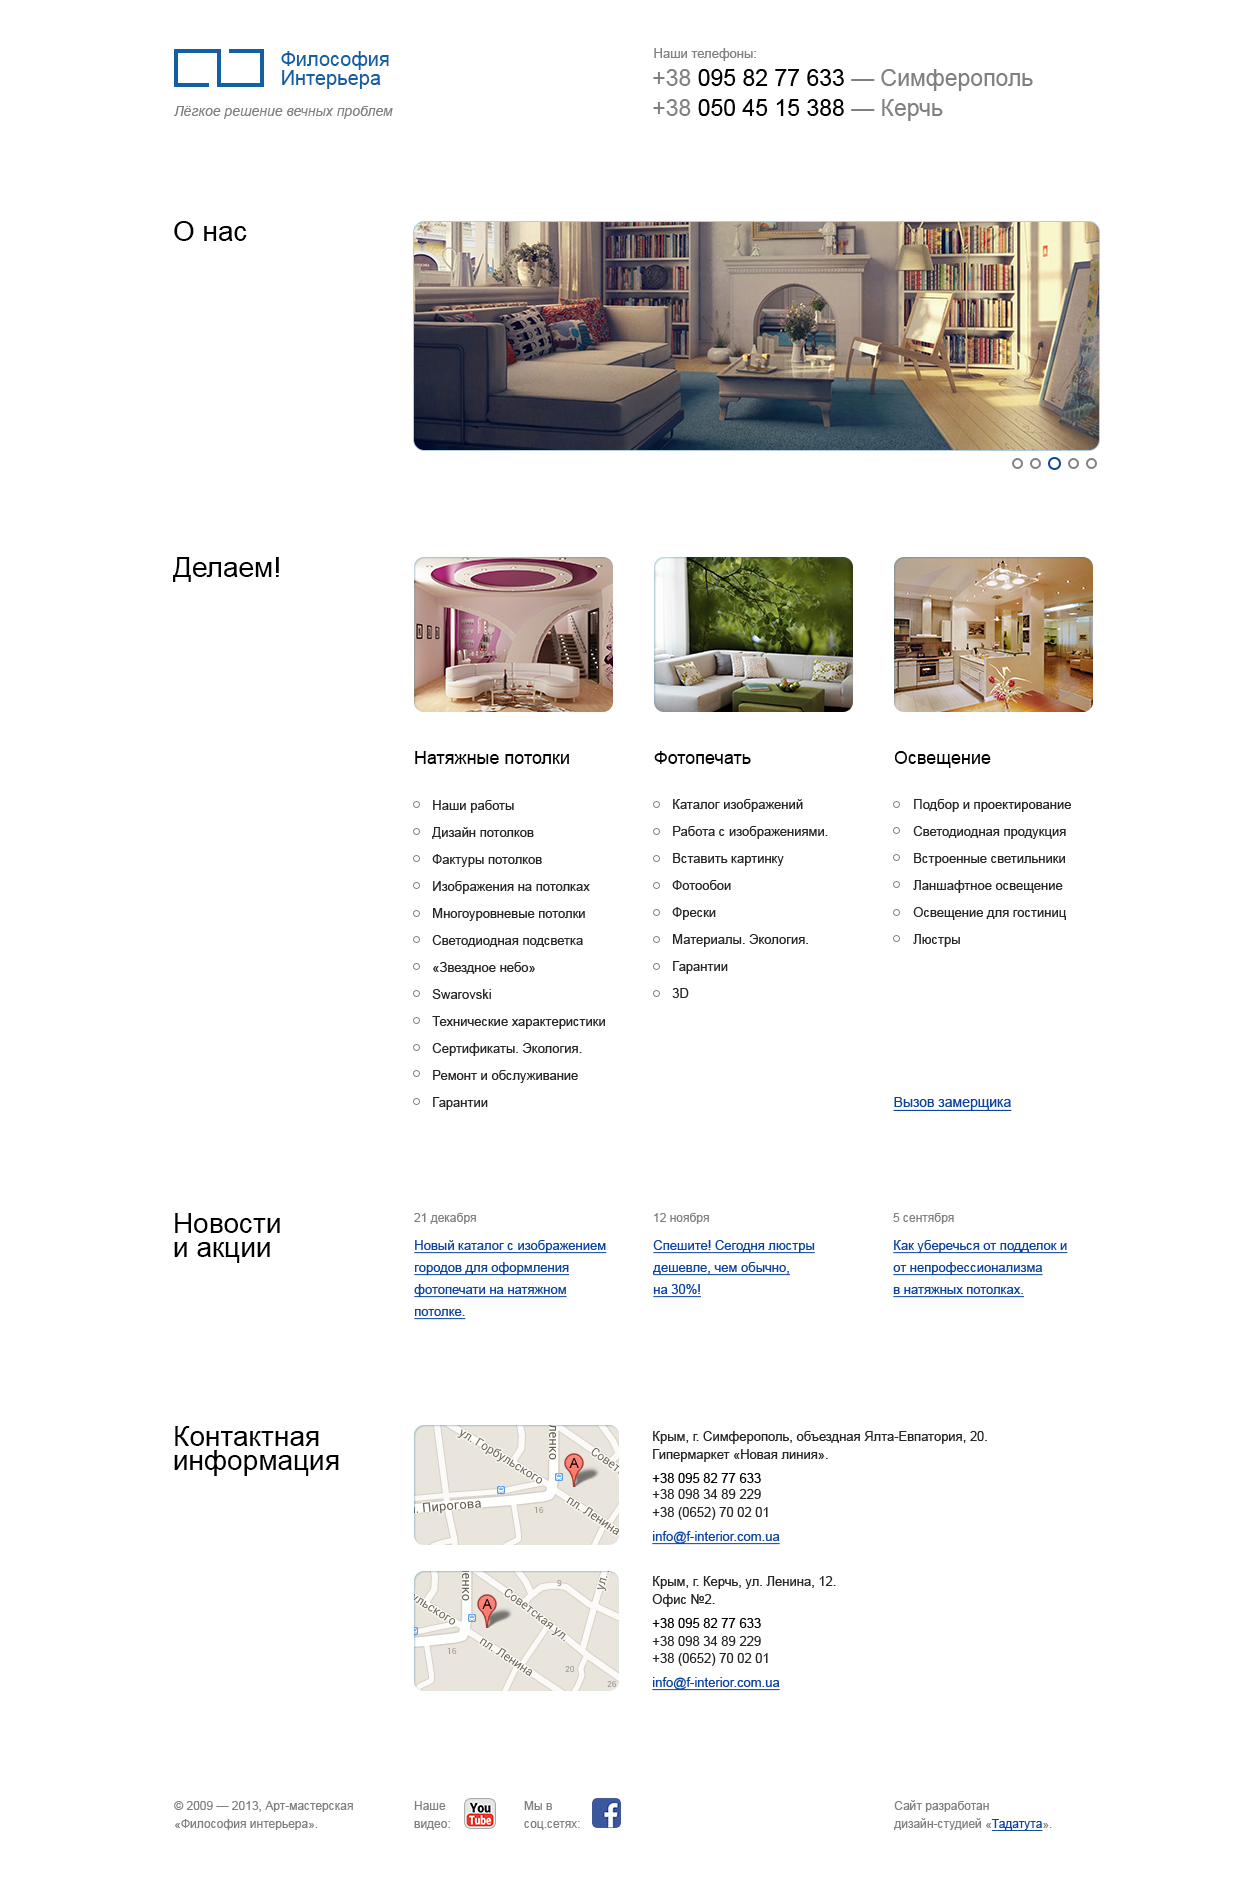 Философия
Интерьера
Лёгкое решение вечных проблем
Наши телефоны:
+38 095 82 77 633 — Симферополь
+38 050 45 15 388 — Керчь
О нас
Делаем!
Натяжные потолки
Наши работы
Дизайн потолков
Фактуры потолков
Изображения на потолках
Многоуровневые потолки
Светодиодная подсветка
«Звездное небо»
Swarovski
Технические характеристики
Сертификаты. Экология.
Ремонт и обслуживание
Гарантии
Фотопечать
Каталог изображений
Работа с изображениями.
Вставить картинку
Фотообои
Фрески
Материалы. Экология.
Гарантии
3D
Освещение
Подбор и проектирование
Светодиодная продукция
Встроенные светильники
Ланшафтное освещение
Освещение для гостиниц
Люстры
Вызов замерщика
Новости
и акции
21 декабря
Новый каталог с изображением
городов для оформления
фотопечати на натяжном
потолке.
12 ноября
Спешите! Сегодня люстры
дешевле, чем обычно,
на 30%!
5 сентября
Как уберечься от подделок и
от непрофессионализма
в натяжных потолках.
Контактная
информация
ул. Горбульского
ленко
Совет
A
л. Пирогова
16
пл. Ленина
Крым, г. Симферополь, объездная Ялта-Евпатория, 20.
Гипермаркет «Новая линия».
+38 095 82 77 633
+38 098 34 89 229
+38 (0652) 70 02 01
info@f-interior.com.ua
ленко
9
ул.
бульского
A
Советская ул.
16
пл. Ленина
20
26
Крым, г. Керчь, ул. Ленина, 12.
Офис №2.
+38 095 82 77 633
+38 098 34 89 229
+38 (0652) 70 02 01
info@f-interior.com.ua
© 2009 — 2013, Арт-мастерская
«Философия интерьера».
Наше
видео:
You
Tube
Мы в
соц.сетях:
f
Сайт разработан
дизайн-студией «Тадатута».